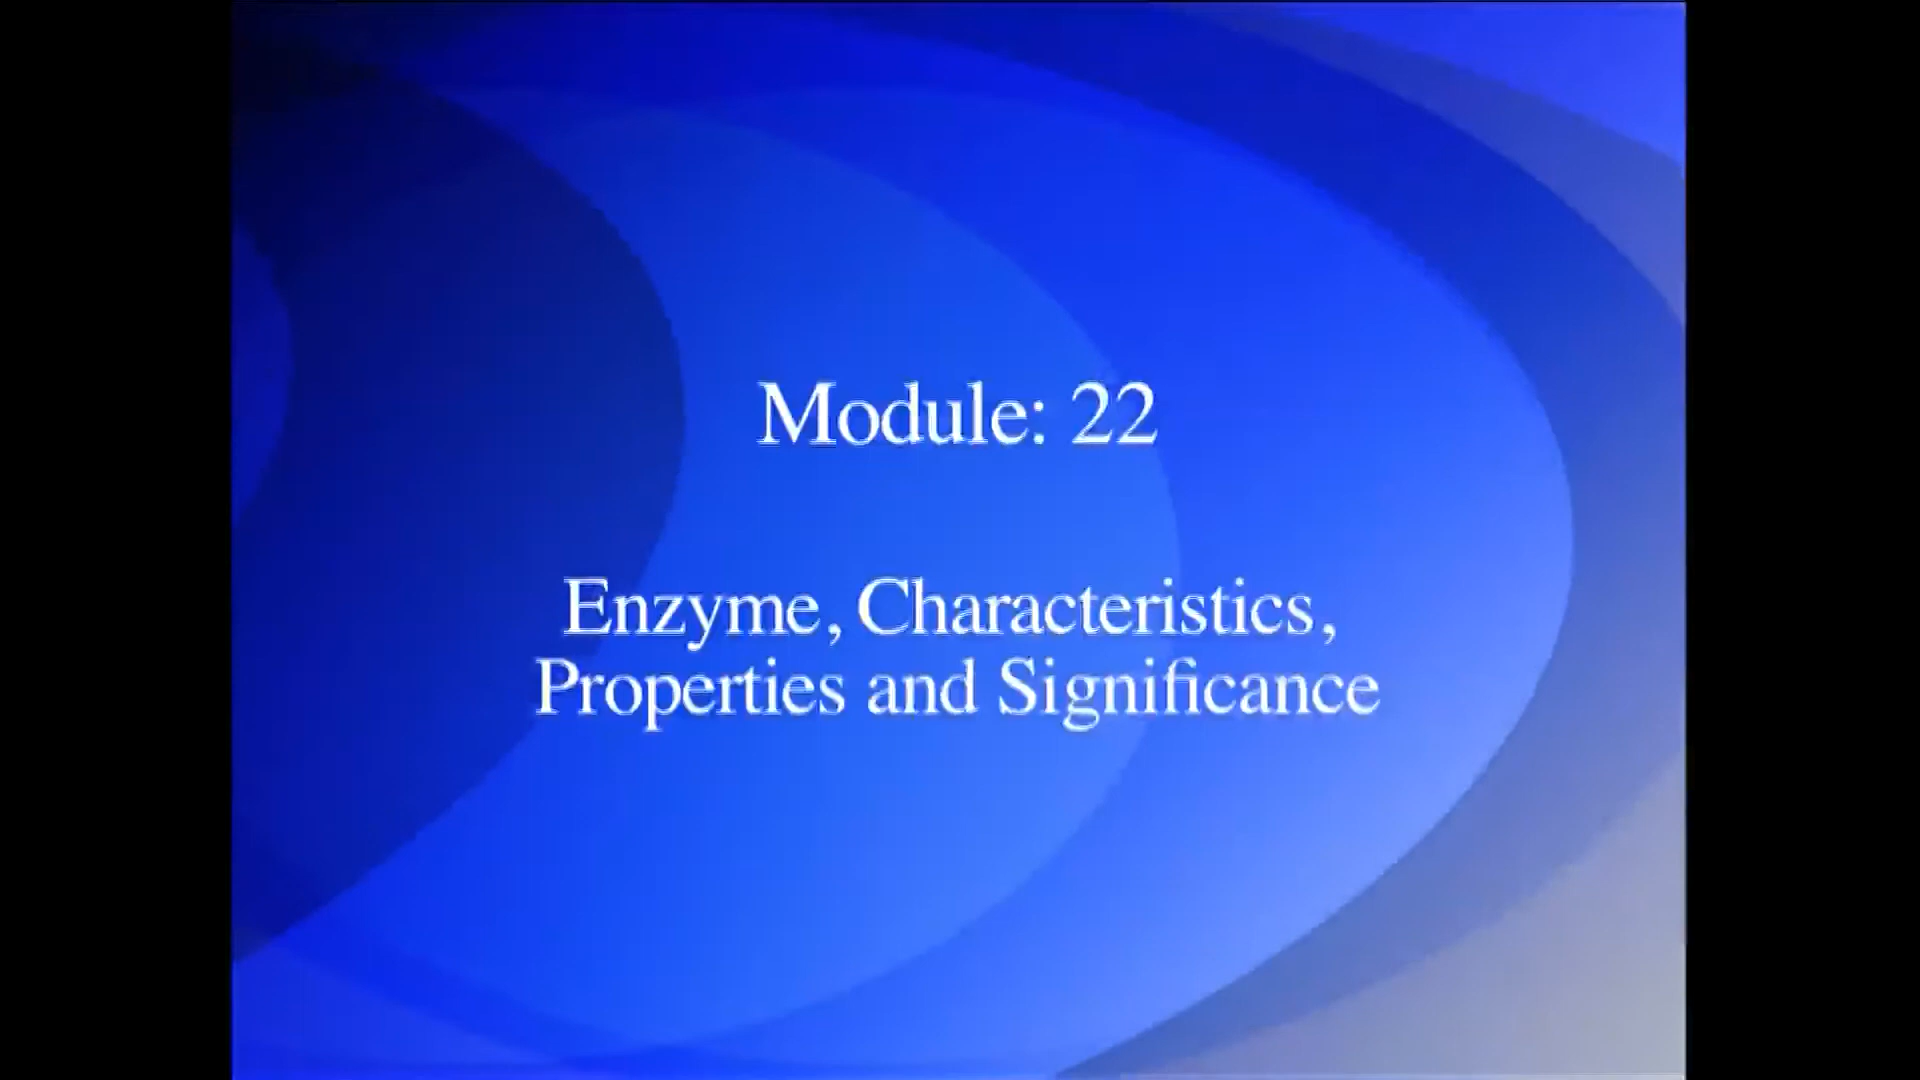 Module: 22
Enzyme, Characteristics,
Properties and Significance